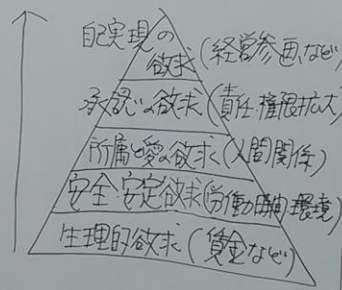 自己実現の
欲求(経営参画、など)
承認の欲求(責任・権限拡大)
所属と愛の欲求(人間関係)
安全・安定欲求(労働時間・環境)
生理的欲求(賃金など)